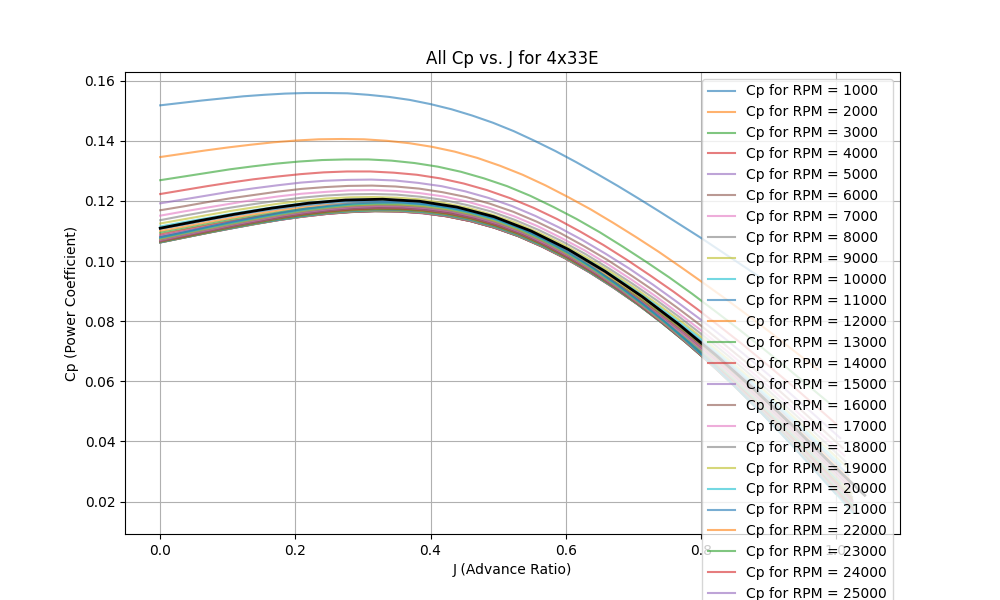 All Cp vs. J for 4x33E
Cp (Power Coefficient)
0.16
0.14
0.12
0.10
0.08
0.06
0.04
0.02
0.0
0.2
0.4
0.6
0.8
1.0
J (Advance Ratio)
Cp for RPM = 1000
Cp for RPM = 2000
Cp for RPM = 3000
Cp for RPM = 4000
Cp for RPM = 5000
Cp for RPM = 6000
Cp for RPM = 7000
Cp for RPM = 8000
Cp for RPM = 9000
Cp for RPM = 10000
Cp for RPM = 11000
Cp for RPM = 12000
Cp for RPM = 13000
Cp for RPM = 14000
Cp for RPM = 15000
Cp for RPM = 16000
Cp for RPM = 17000
Cp for RPM = 18000
Cp for RPM = 19000
Cp for RPM = 20000
Cp for RPM = 21000
Cp for RPM = 22000
Cp for RPM = 23000
Cp for RPM = 24000
Cp for RPM = 25000